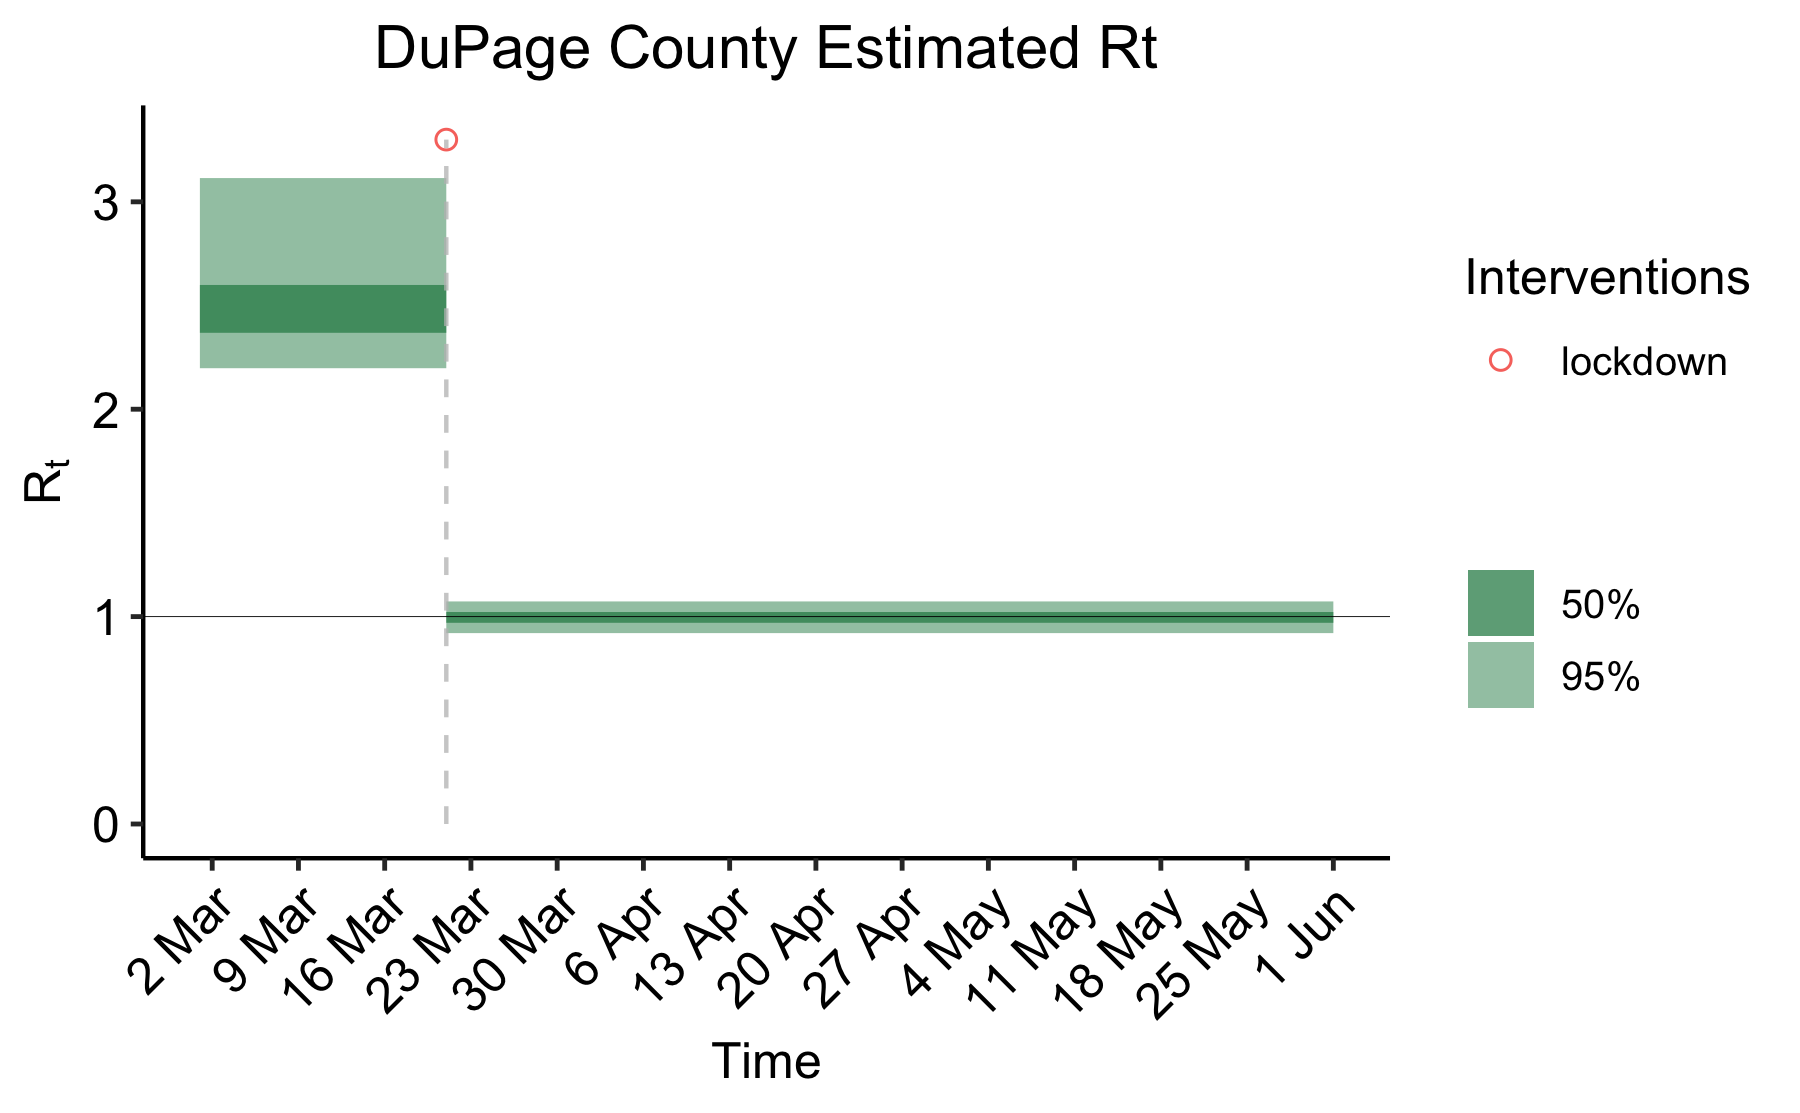 DuPage County Estimated Rt
3
2
1
0
Rt
2 Mar
9 Mar
16 Mar
23 Mar
30 Mar
6 Apr
13 Apr
20 Apr
27 Apr
4 May
11 May
18 May
25 May
1 Jun
Time
Interventions
lockdown
50%
95%